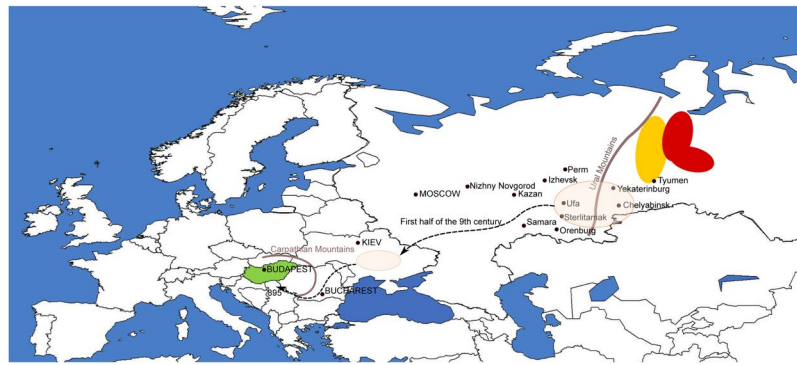 Perm
Izhevsk
Ural Mountains
Tyumen
Nizhny Novgorod
Yekaterinburg
MOSCOW
Kazan
Ufa
Chelyabinsk
First half of the 9th century
Sterlitamak
Samara
Orenburg
KIEV
Carpathian Mountains
BUDAPEST
895
BUCHAREST